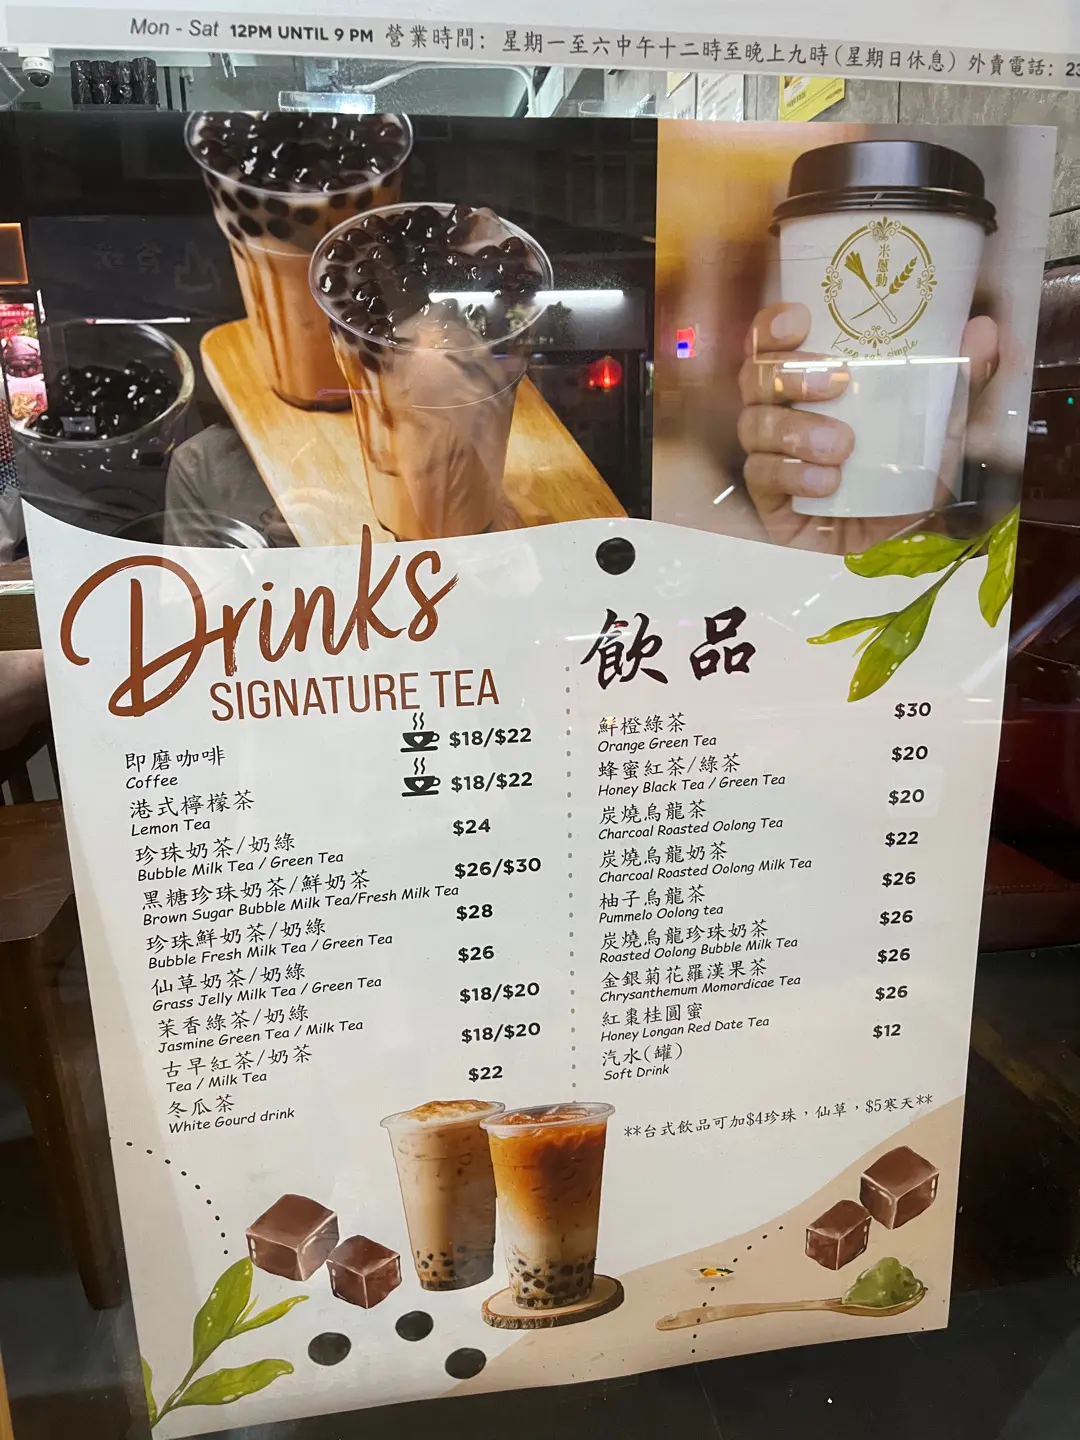 Mon - Sat 12PM UNTIL 9 PM 營業時間: 星期一至六中午十二時至晚上九時(星期日休息) 外賣電話: 23
米蔥動
Keep eat simple
Drinks
SIGNATURE TEA
即磨咖啡 $18/$22
Coffee
港式檸檬茶 $18/$22
Lemon Tea
珍珠奶茶/奶綠 $24
Bubble Milk Tea / Green Tea
黑糖珍珠奶茶/鮮奶茶 $26/$30
Brown Sugar Bubble Milk Tea/Fresh Milk Tea
珍珠鮮奶茶/奶綠 $28
Bubble Fresh Milk Tea / Green Tea
仙草奶茶/奶綠 $26
Grass Jelly Milk Tea / Green Tea
茉香綠茶/奶綠 $18/$20
Jasmine Green Tea / Milk Tea
古早紅茶/奶茶 $18/$20
Tea / Milk Tea
冬瓜茶 $22
White Gourd drink
飲品
鮮橙綠茶 $30
Orange Green Tea
蜂蜜紅茶/綠茶 $20
Honey Black Tea / Green Tea
炭燒烏龍茶 $20
Charcoal Roasted Oolong Tea
炭燒烏龍奶茶 $22
Charcoal Roasted Oolong Milk Tea
柚子烏龍茶 $26
Pummelo Oolong tea
炭燒烏龍珍珠奶茶 $26
Roasted Oolong Bubble Milk Tea
金銀菊花羅漢果茶 $26
Chrysanthemum Momordicae Tea
紅棗桂圓蜜 $26
Honey Longan Red Date Tea
汽水(罐) $12
Soft Drink
**台式飲品可加$4珍珠，仙草，$5寒天**